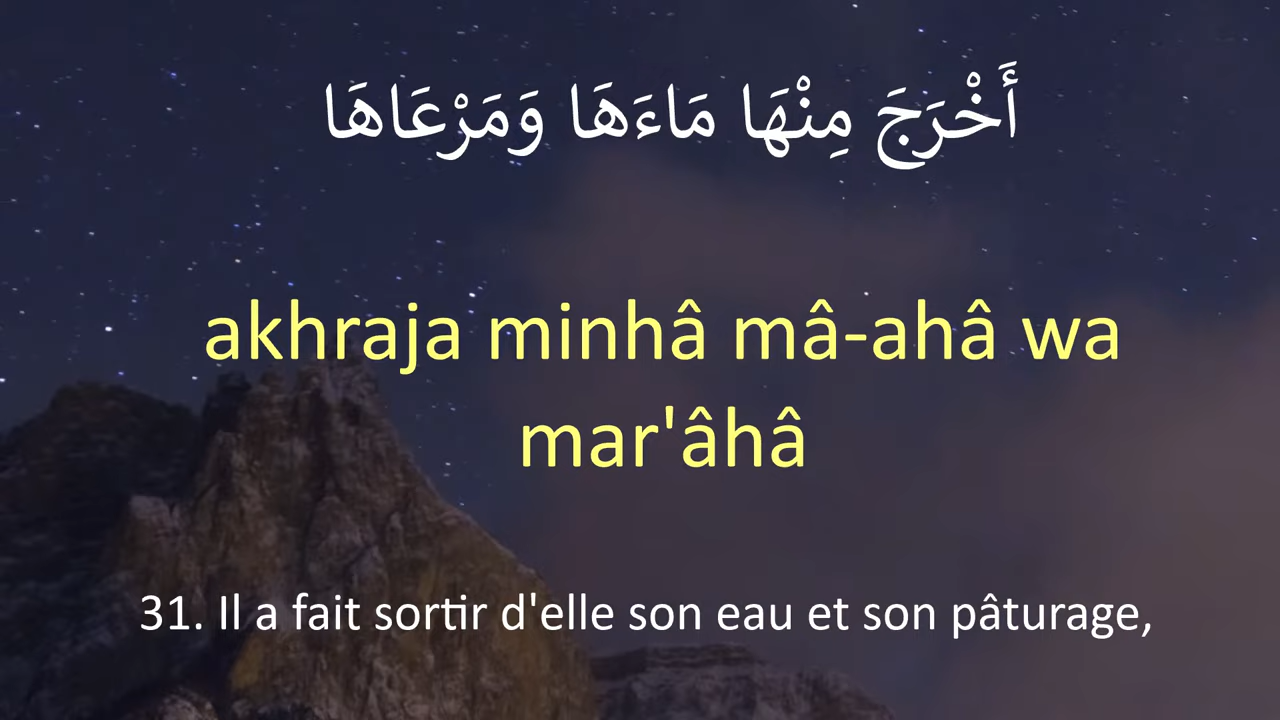 أَخْرَجَ مِنْهَا مَاءَهَا وَمَرْعَاهَا
akhraja minhâ mâ-ahâ wa
mar'âhâ
31. Il a fait sortir d'elle son eau et son pâturage,